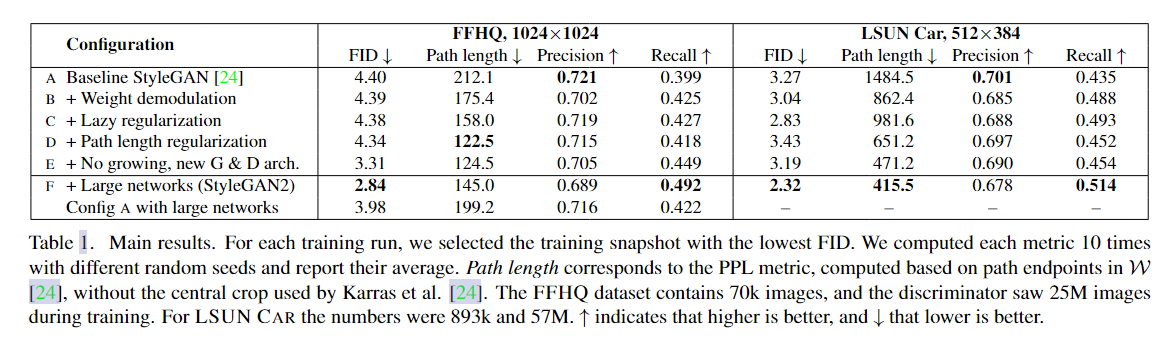 Configuration FFHQ, 1024×1024 LSUN Car, 512×384
FID ↓ Path length ↓ Precision ↑ Recall ↑ FID ↓ Path length ↓ Precision ↑ Recall ↑
A Baseline StyleGAN [24] 4.40 212.1 0.721 0.399 3.27 1484.5 0.701 0.435
B + Weight demodulation 4.39 175.4 0.702 0.425 3.04 862.4 0.685 0.488
C + Lazy regularization 4.38 158.0 0.719 0.427 2.83 981.6 0.688 0.493
D + Path length regularization 4.34 122.5 0.715 0.418 3.43 651.2 0.697 0.452
E + No growing, new G & D arch. 3.31 124.5 0.705 0.449 3.19 471.2 0.690 0.454
F + Large networks (StyleGAN2) 2.84 145.0 0.689 0.492 2.32 415.5 0.678 0.514
Config A with large networks 3.98 199.2 0.716 0.422 – – – –
Table 1. Main results. For each training run, we selected the training snapshot with the lowest FID. We computed each metric 10 times
with different random seeds and report their average. Path length corresponds to the PPL metric, computed based on path endpoints in W
[24], without the central crop used by Karras et al. [24]. The FFHQ dataset contains 70k images, and the discriminator saw 25M images
during training. For LSUN CAR the numbers were 893k and 57M. ↑ indicates that higher is better, and ↓ that lower is better.